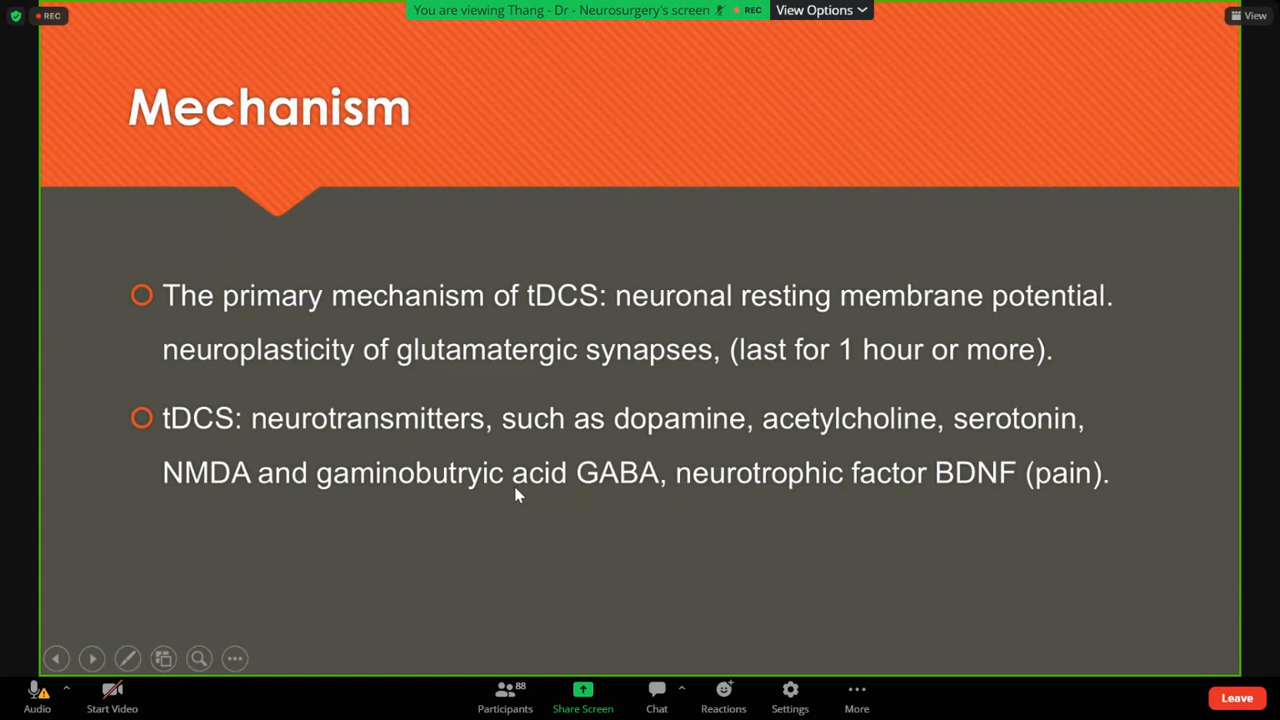 REC
You are viewing Thang - Dr - Neurosurgery's screen
REC
View Options
View
Mechanism
The primary mechanism of tDCS: neuronal resting membrane potential.
neuroplasticity of glutamatergic synapses, (last for 1 hour or more).
tDCS: neurotransmitters, such as dopamine, acetylcholine, serotonin,
NMDA and gaminobutryic acid GABA, neurotrophic factor BDNF (pain).
Audio
Start Video
88
Participants
Share Screen
Chat
Reactions
Settings
More
Leave